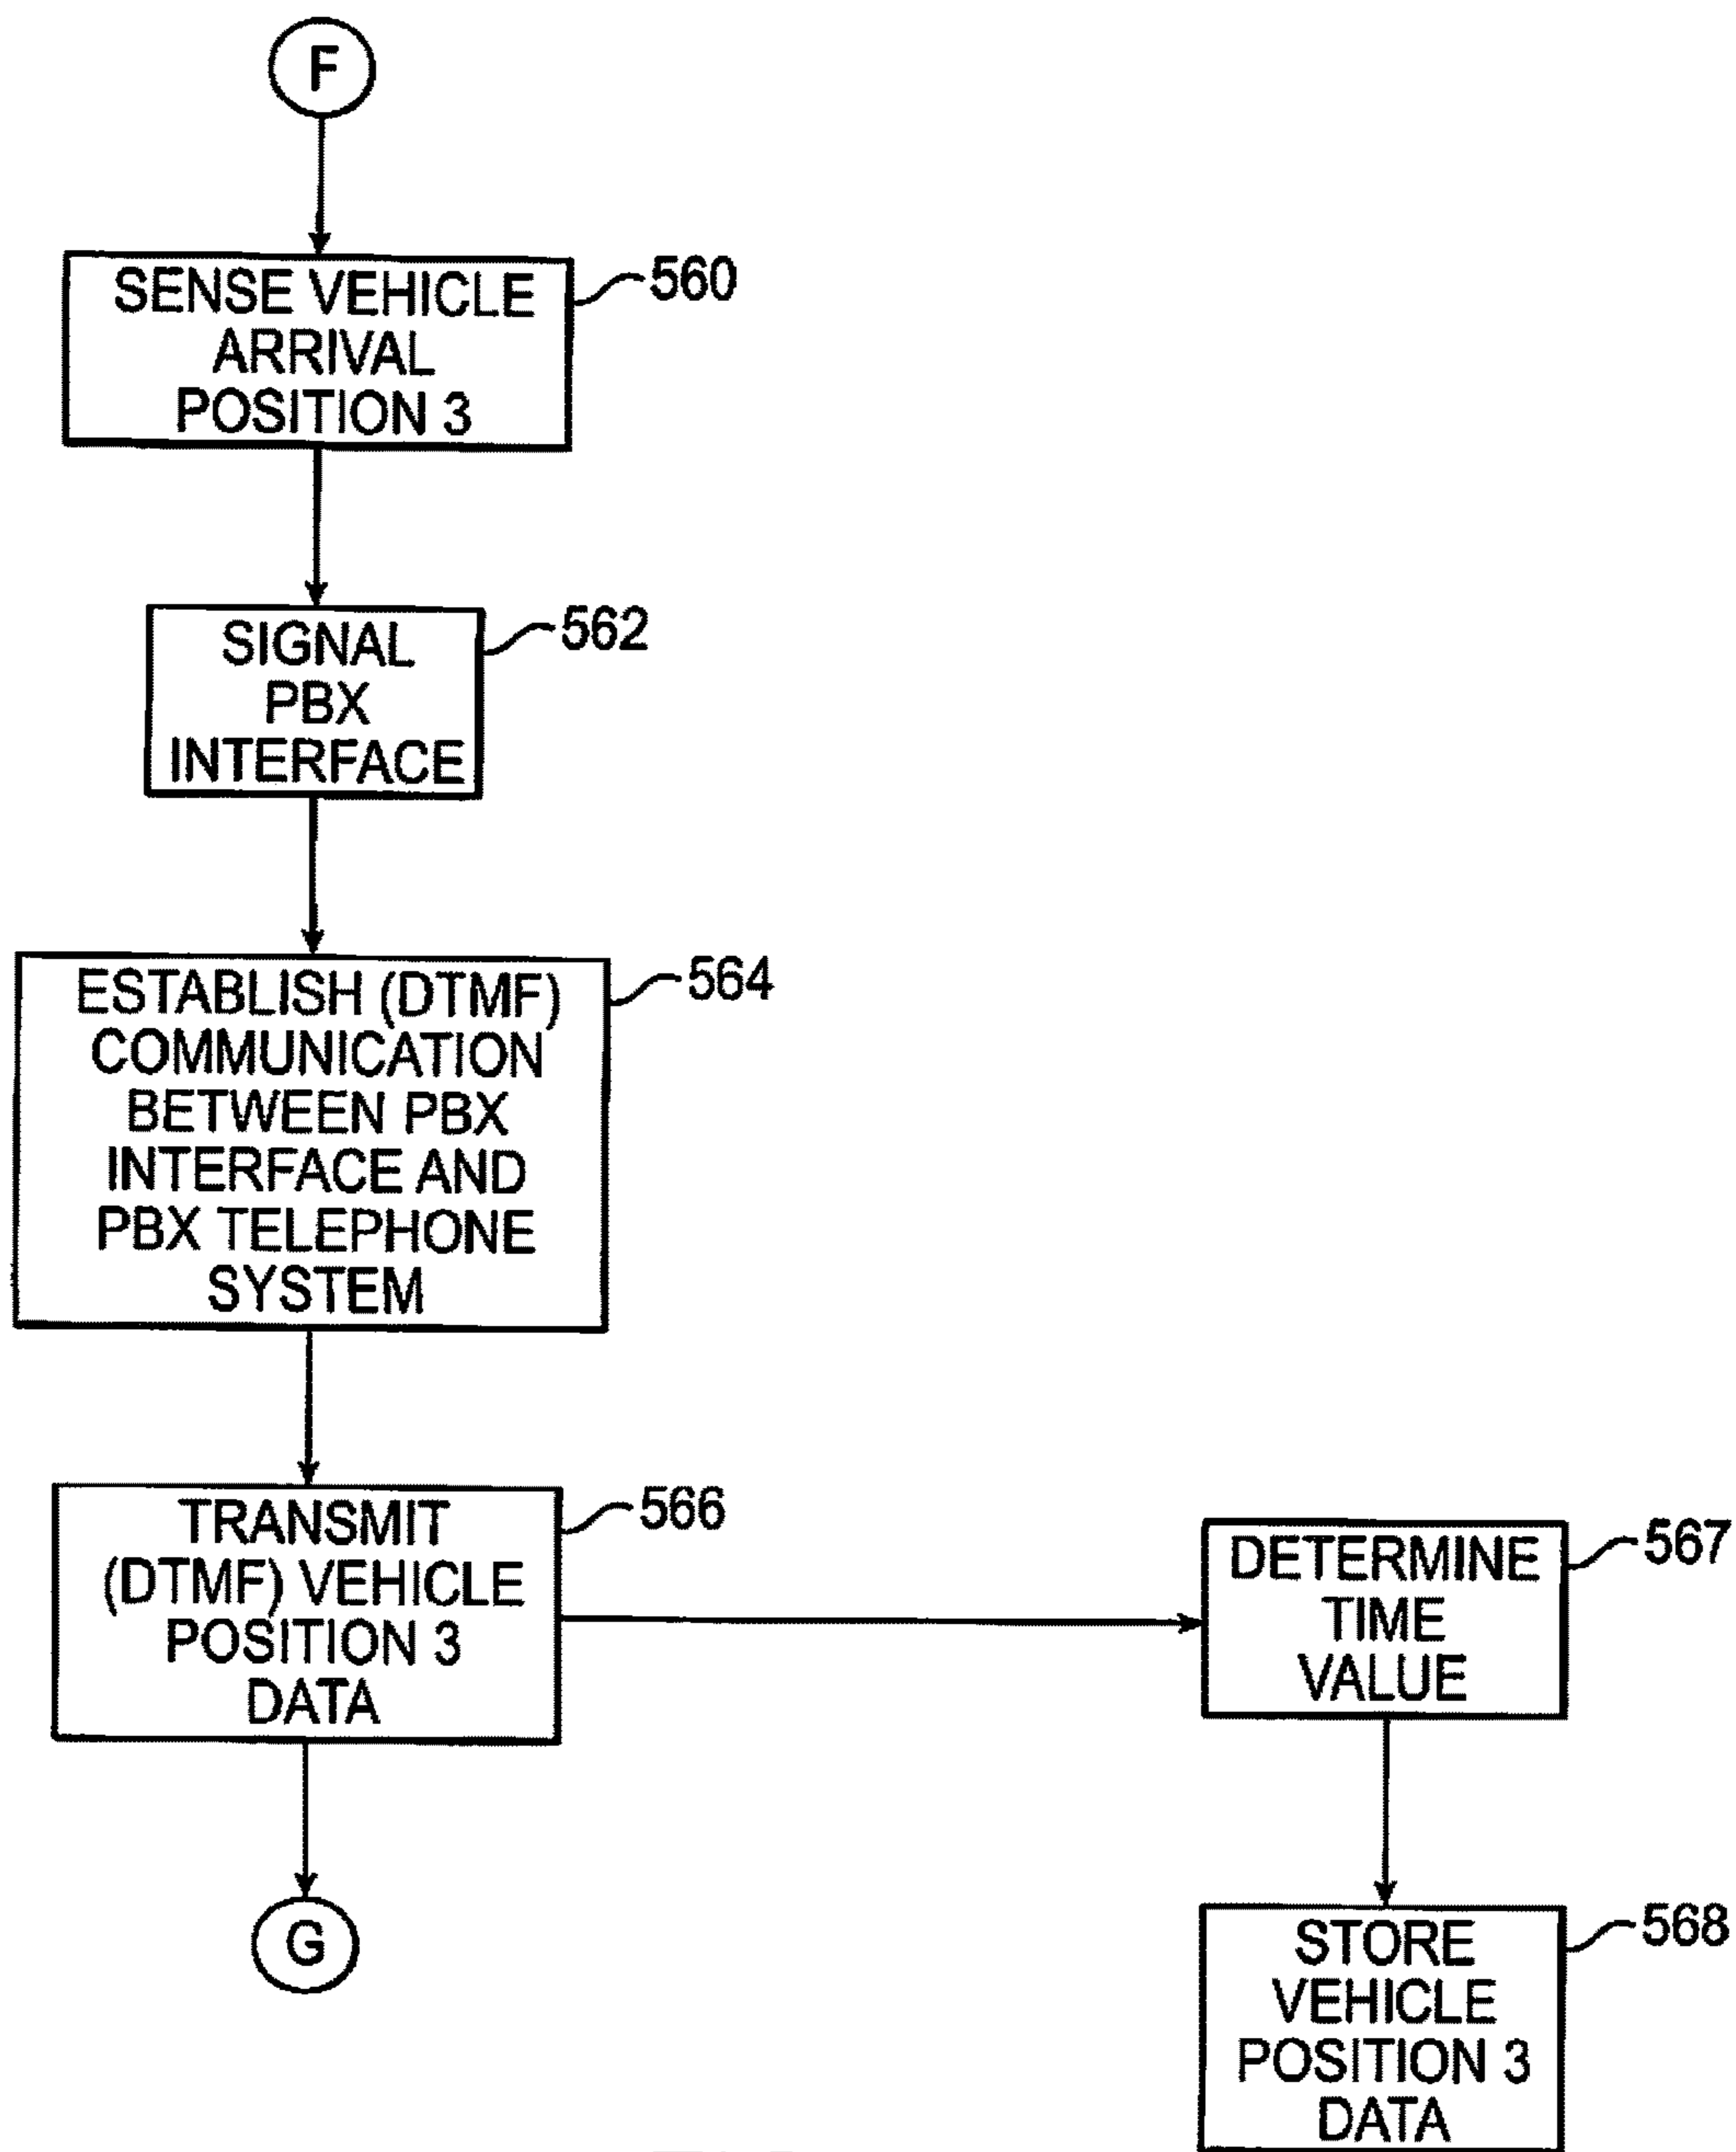 F
SENSE VEHICLE
ARRIVAL
POSITION 3
560
SIGNAL
PBX
INTERFACE
562
ESTABLISH (DTMF)
COMMUNICATION
BETWEEN PBX
INTERFACE AND
PBX TELEPHONE
SYSTEM
564
TRANSMIT
(DTMF) VEHICLE
POSITION 3
DATA
566
DETERMINE
TIME
VALUE
567
G
STORE
VEHICLE
POSITION 3
DATA
568